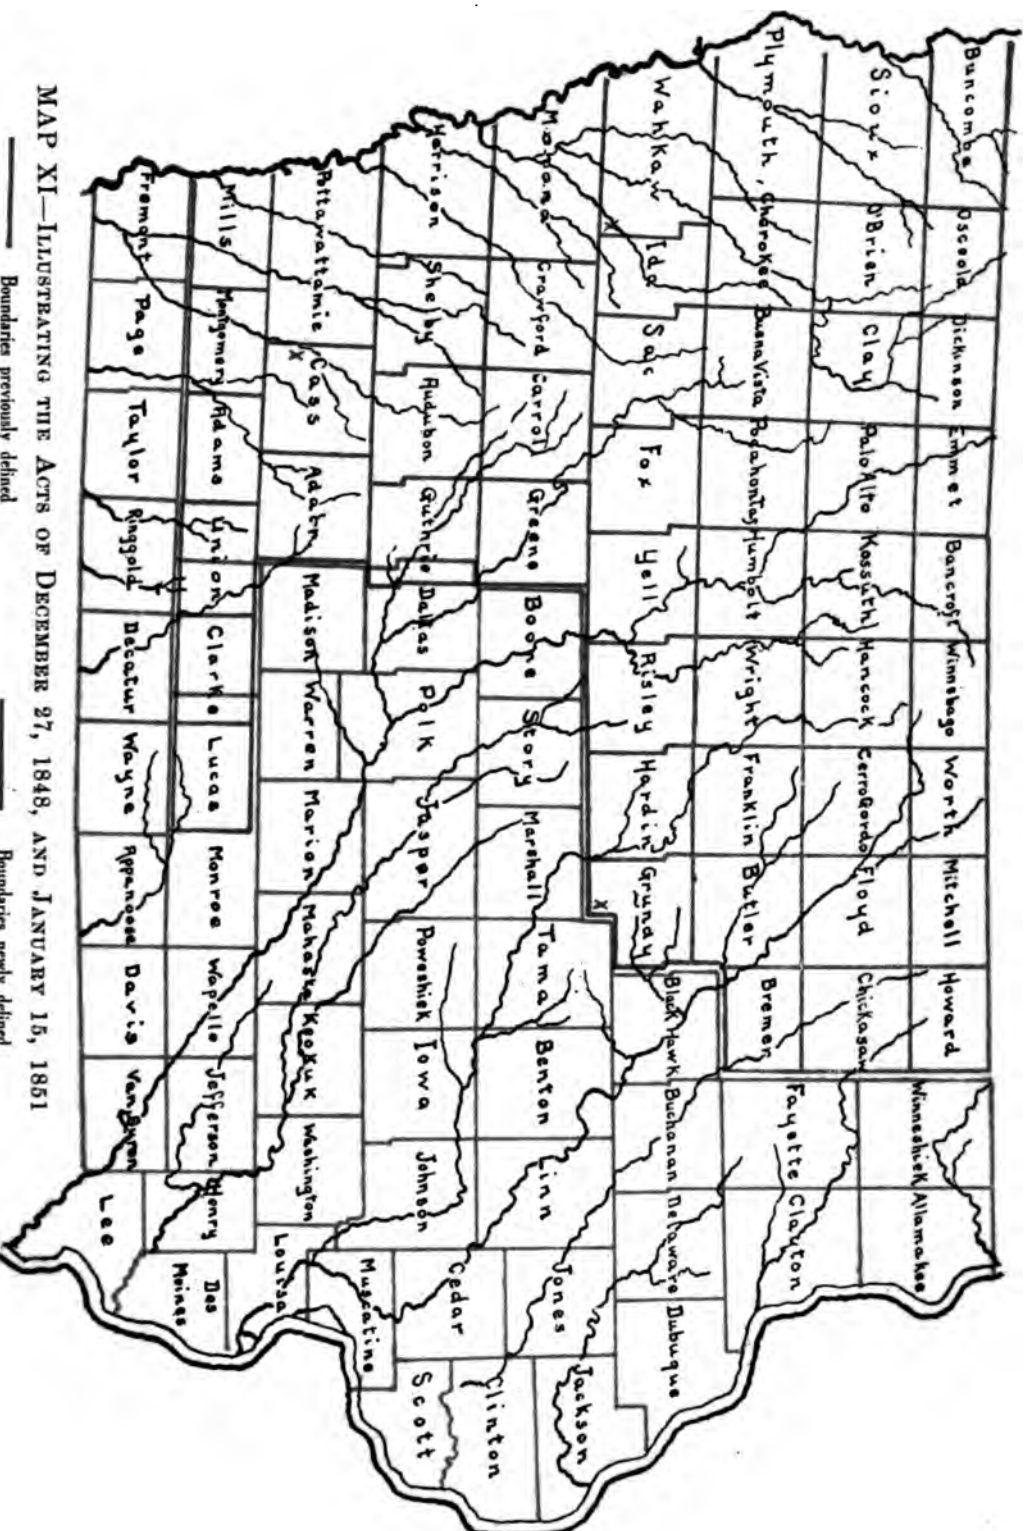 Buncombe Osceola Dickinson Emmet Bancroft Winnebago Worth Mitchell Howard Winneshiek Allamakee
Sioux O'Brien Clay Palo Alto Kossuth Hancock Cerro Gordo Floyd Chickasaw
Plymouth, Cherokee Buena Vista Pocahontas Humbolt Wright Franklin Butler Bremer Fayette Clayton
Wahkaw Ida Sac Fox Yell Risley Hardin Grundy Black Hawk Buchanan Delaware Dubuque
X X
Monona Crawford Carrol Greene Boone Story Marshall Tama Benton Linn Jones Jackson
Harrison Shelby Audubon Guthrie Dallas Polk Jasper Poweshiek Iowa Johnson Cedar Clinton
Scott
Muscatine
Pottawattamie Cass Adair Madison Warren Marion Mahaska Keokuk Washington Louisa
X
Mills Montgomery Adams Union Clarke Lucas Monroe Wapello Jefferson Henry Des Moines
Fremont Page Taylor Ringgold Decatur Wayne Appanoose Davis Van Buren Lee
MAP XI—ILLUSTRATING THE ACTS OF DECEMBER 27, 1848, AND JANUARY 15, 1851
Boundaries previously defined Boundaries newly defined